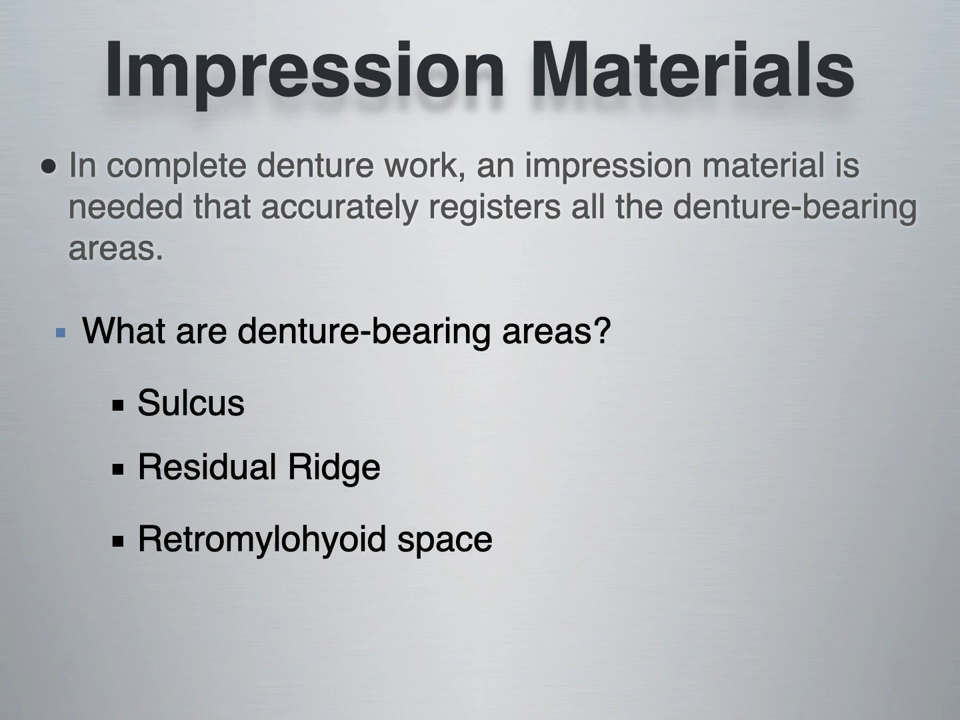 Impression Materials
• In complete denture work, an impression material is
needed that accurately registers all the denture-bearing
areas.
▪ What are denture-bearing areas?
▪ Sulcus
▪ Residual Ridge
▪ Retromylohyoid space